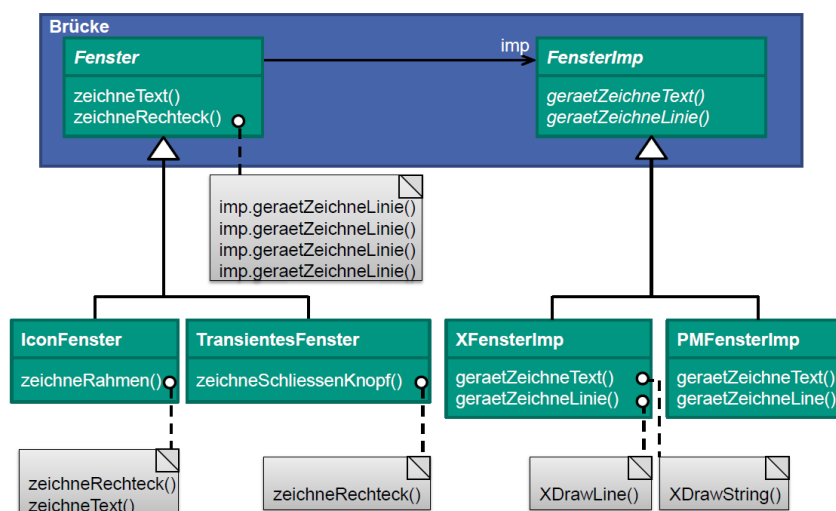 Brücke
Fenster
imp
FensterImp
zeichneText()
zeichneRechteck()
geraetZeichneText()
geraetZeichneLinie()
imp.geraetZeichneLinie()
imp.geraetZeichneLinie()
imp.geraetZeichneLinie()
imp.geraetZeichneLinie()
IconFenster
zeichneRahmen()
TransientesFenster
zeichneSchliessenKnopf()
XFensterImp
geraetZeichneText()
geraetZeichneLinie()
PMFensterImp
geraetZeichneText()
geraetZeichneLine()
zeichneRechteck()
zeichneText()
zeichneRechteck()
XDrawLine()
XDrawString()